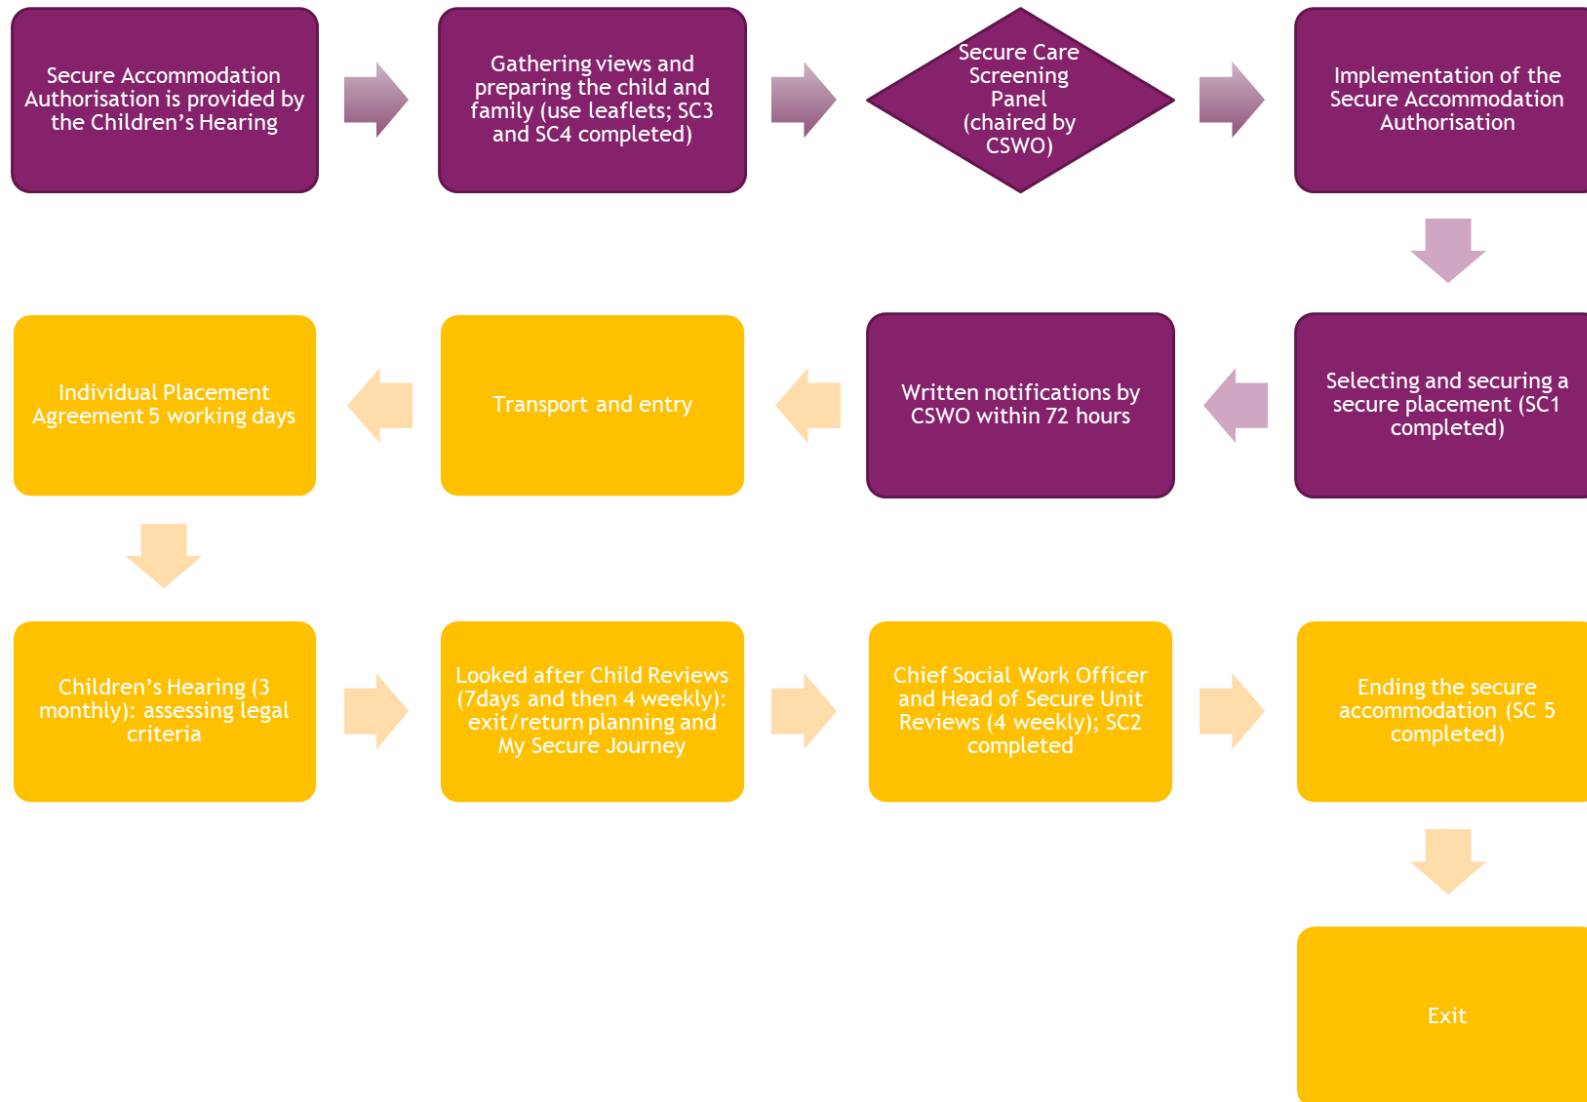 Secure Accommodation
Authorisation is provided by
the Children's Hearing
Gathering views and
preparing the child and
family (use leaflets; SC3
and SC4 completed)
Secure Care
Screening
Panel
(chaired by
CSWO)
Implementation of the
Secure Accommodation
Authorisation
Selecting and securing a
secure placement (SC1
completed)
Written notifications by
CSWO within 72 hours
Transport and entry
Individual Placement
Agreement 5 working days
Children's Hearing (3
monthly): assessing legal
criteria
Looked after Child Reviews
(7days and then 4 weekly):
exit/return planning and
My Secure Journey
Chief Social Work Officer
and Head of Secure Unit
Reviews (4 weekly); SC2
completed
Ending the secure
accommodation (SC 5
completed)
Exit